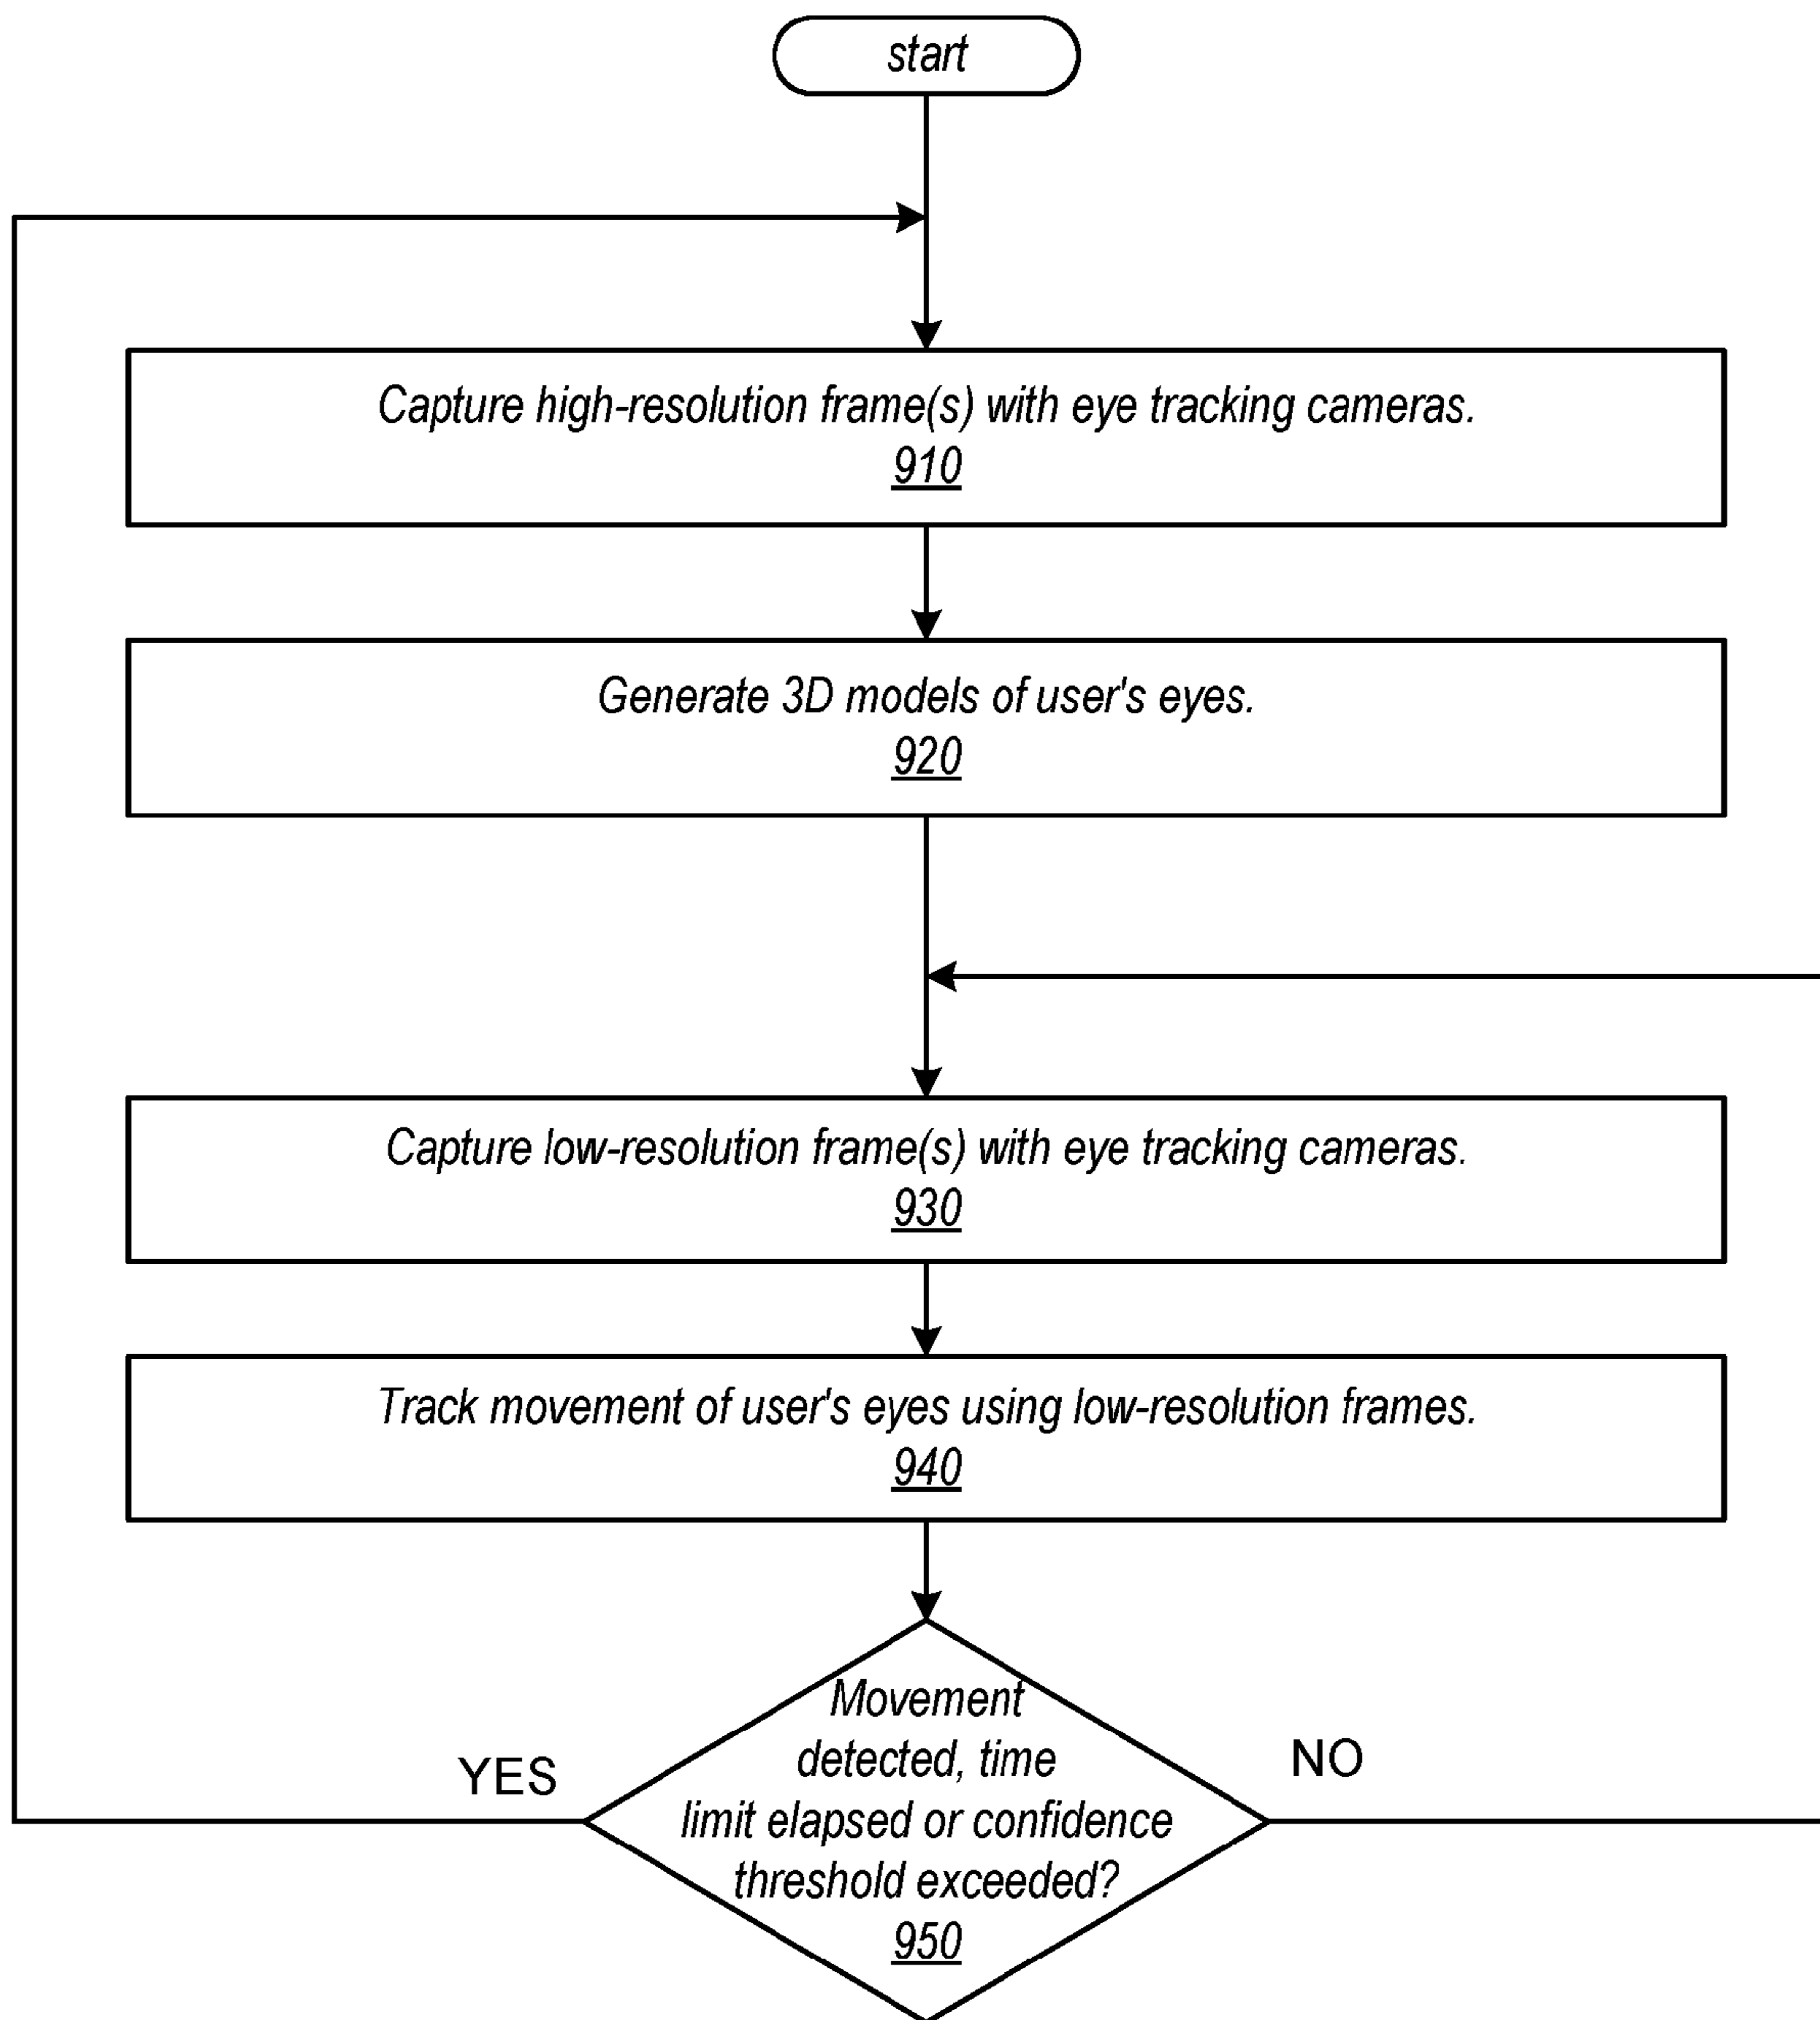 start
Capture high-resolution frame(s) with eye tracking cameras.
910
Generate 3D models of user's eyes.
920
Capture low-resolution frame(s) with eye tracking cameras.
930
Track movement of user's eyes using low-resolution frames.
940
Movement
detected, time
limit elapsed or confidence
threshold exceeded?
950
YES
NO